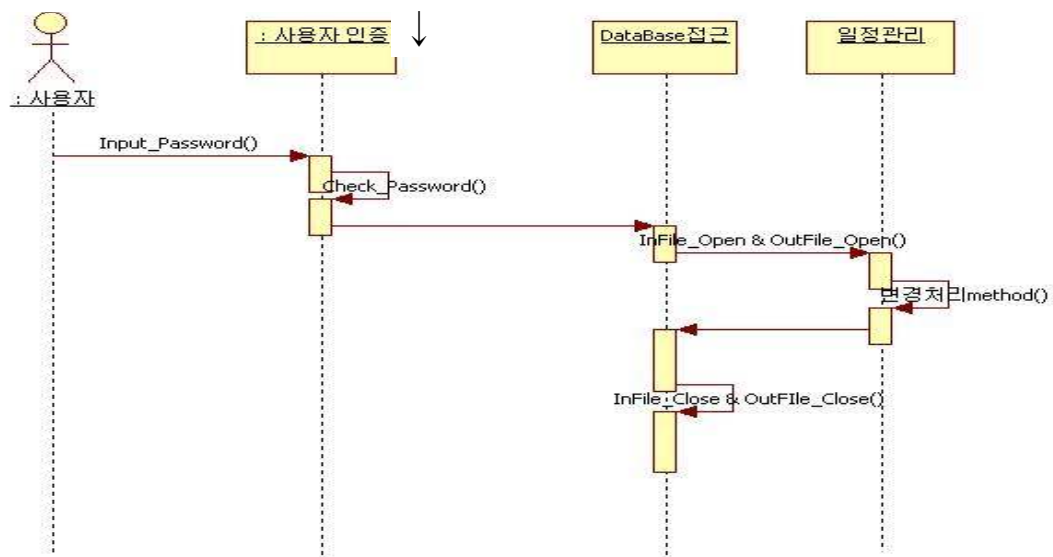 : 사용자 인증
DataBase접근
일정관리
: 사용자
Input_Password()
Check_Password()
InFile_Open & OutFile_Open()
변경처리method()
InFile_Close & OutFIle_Close()